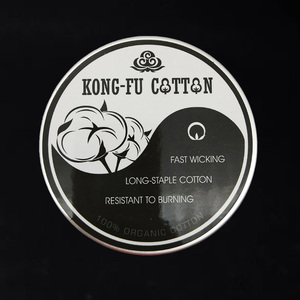 KONG-FU COTTON
FAST WICKING
LONG-STAPLE COTTON
RESISTANT TO BURNING
100% ORGANIC COTTON